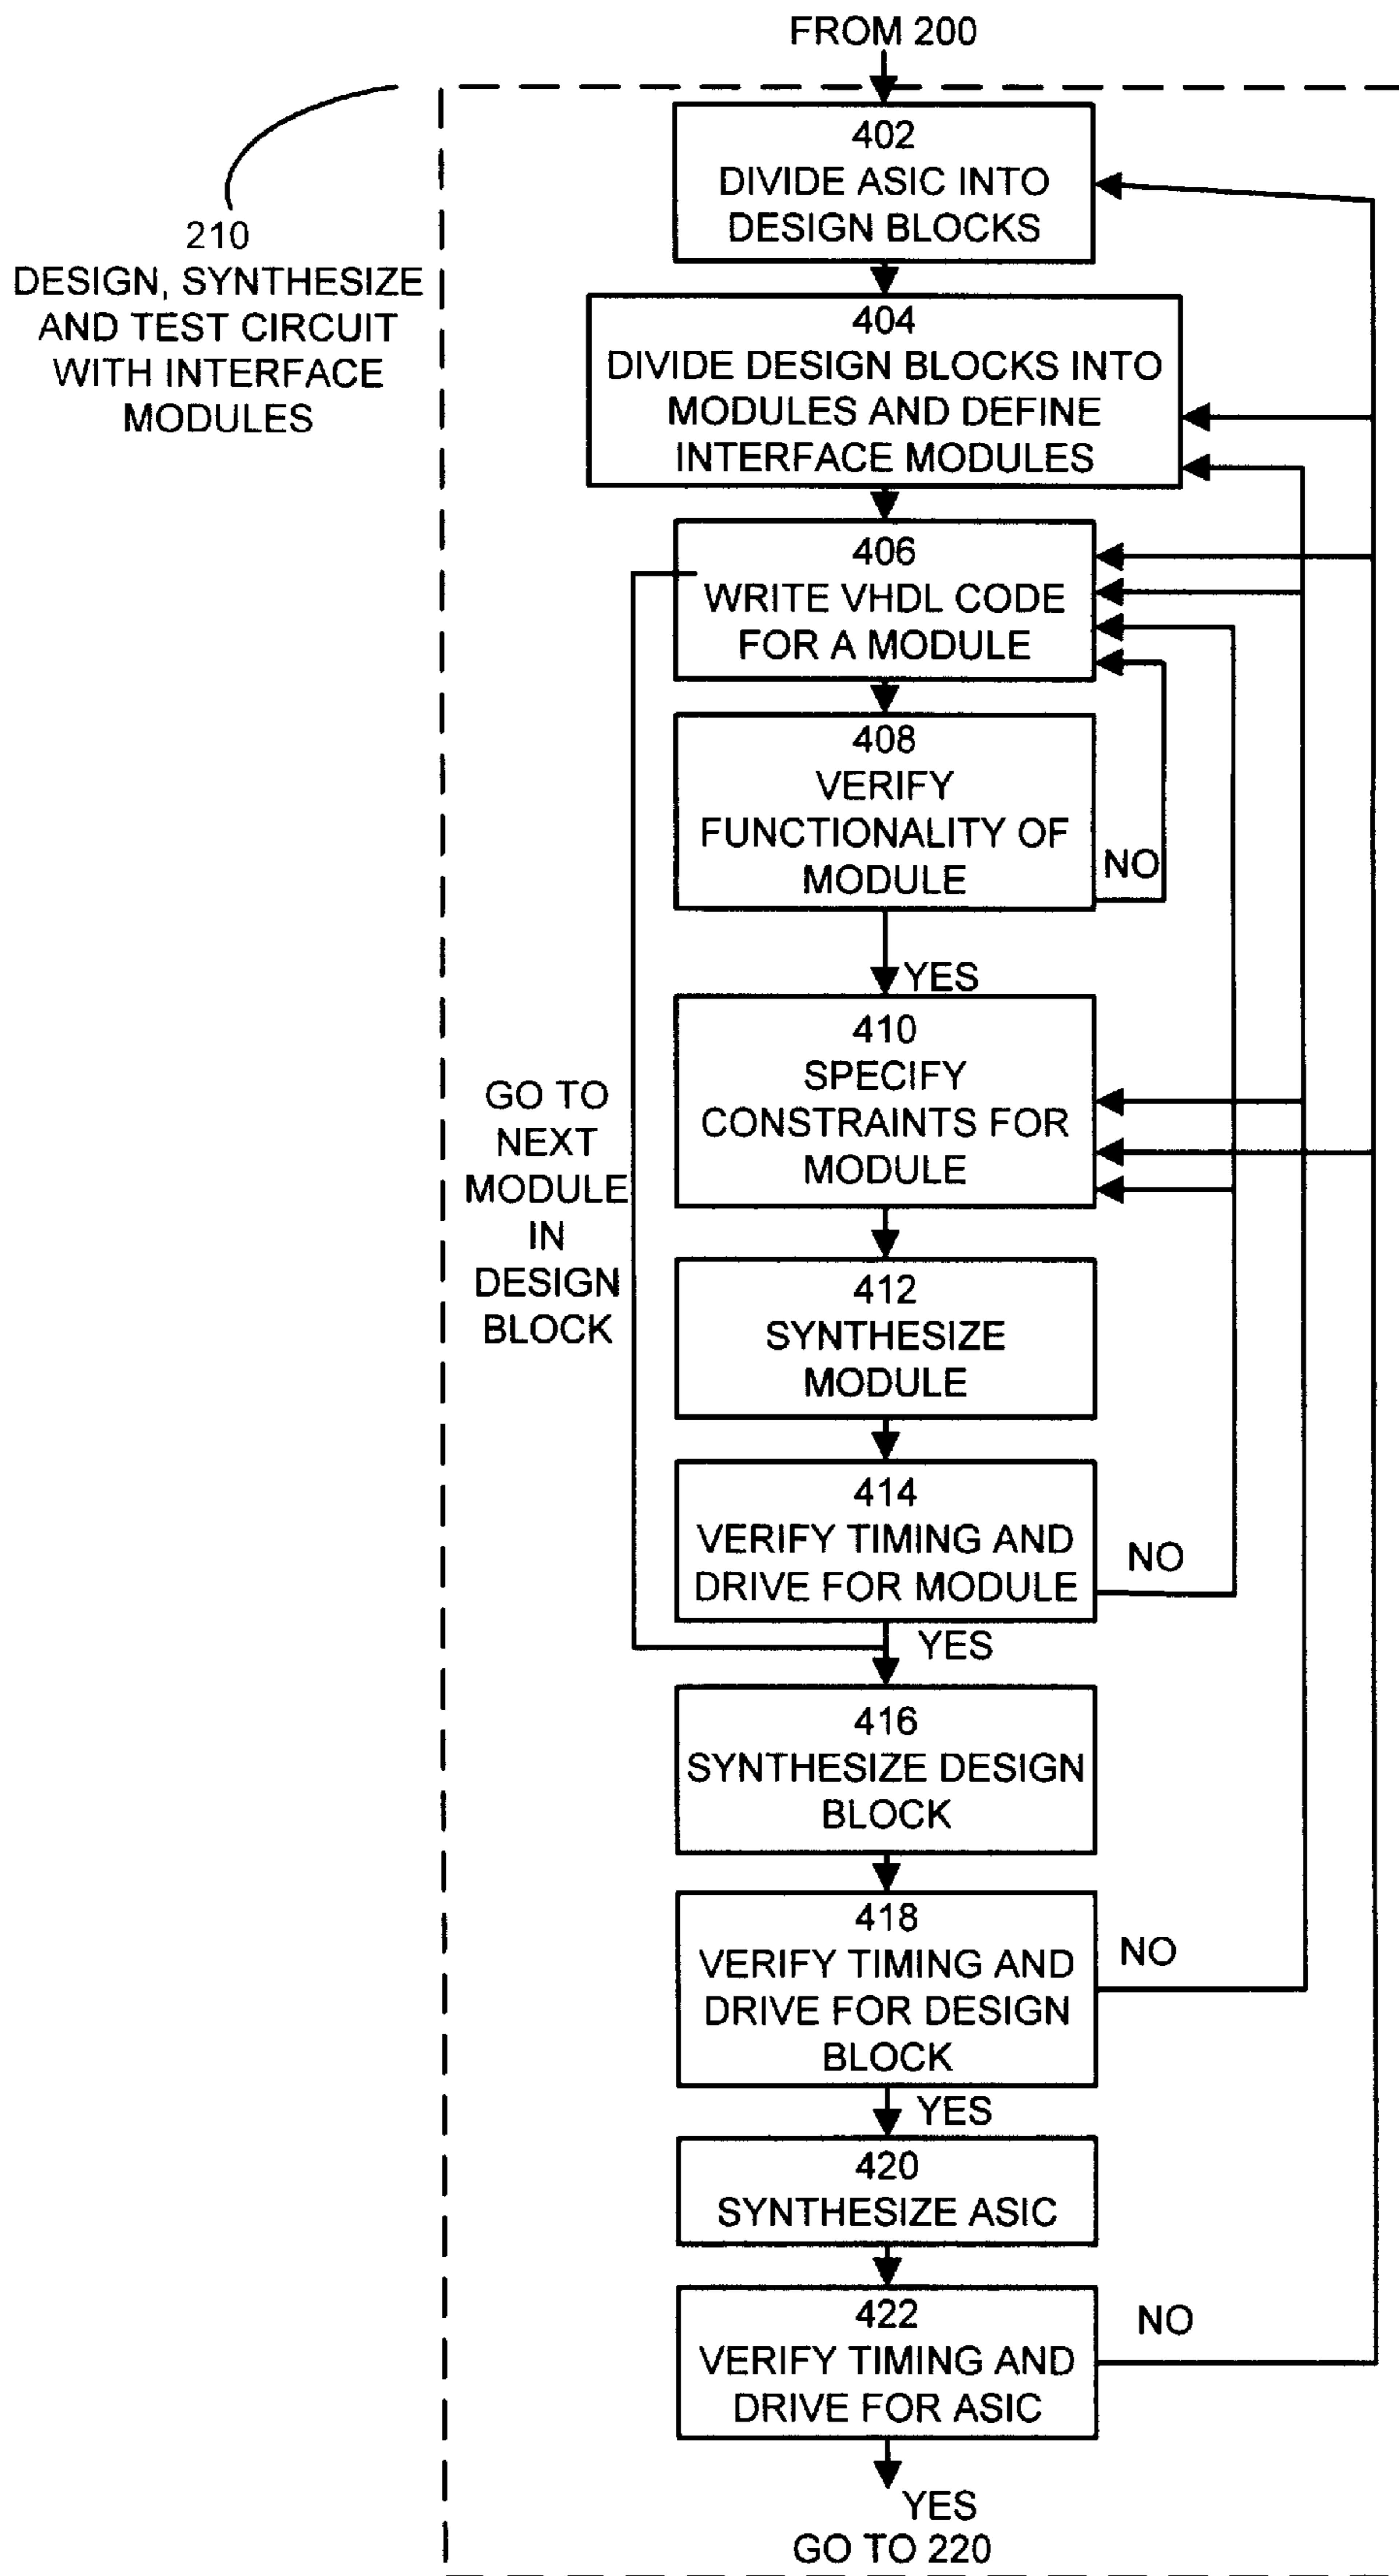 FROM 200
210
DESIGN, SYNTHESIZE
AND TEST CIRCUIT
WITH INTERFACE
MODULES
402
DIVIDE ASIC INTO
DESIGN BLOCKS
404
DIVIDE DESIGN BLOCKS INTO
MODULES AND DEFINE
INTERFACE MODULES
406
WRITE VHDL CODE
FOR A MODULE
408
VERIFY
FUNCTIONALITY OF
MODULE
NO
YES
410
SPECIFY
CONSTRAINTS FOR
MODULE
GO TO
NEXT
MODULE
IN
DESIGN
BLOCK
412
SYNTHESIZE
MODULE
414
VERIFY TIMING AND
DRIVE FOR MODULE
NO
YES
416
SYNTHESIZE DESIGN
BLOCK
418
VERIFY TIMING AND
DRIVE FOR DESIGN
BLOCK
NO
YES
420
SYNTHESIZE ASIC
422
VERIFY TIMING AND
DRIVE FOR ASIC
NO
YES
GO TO 220